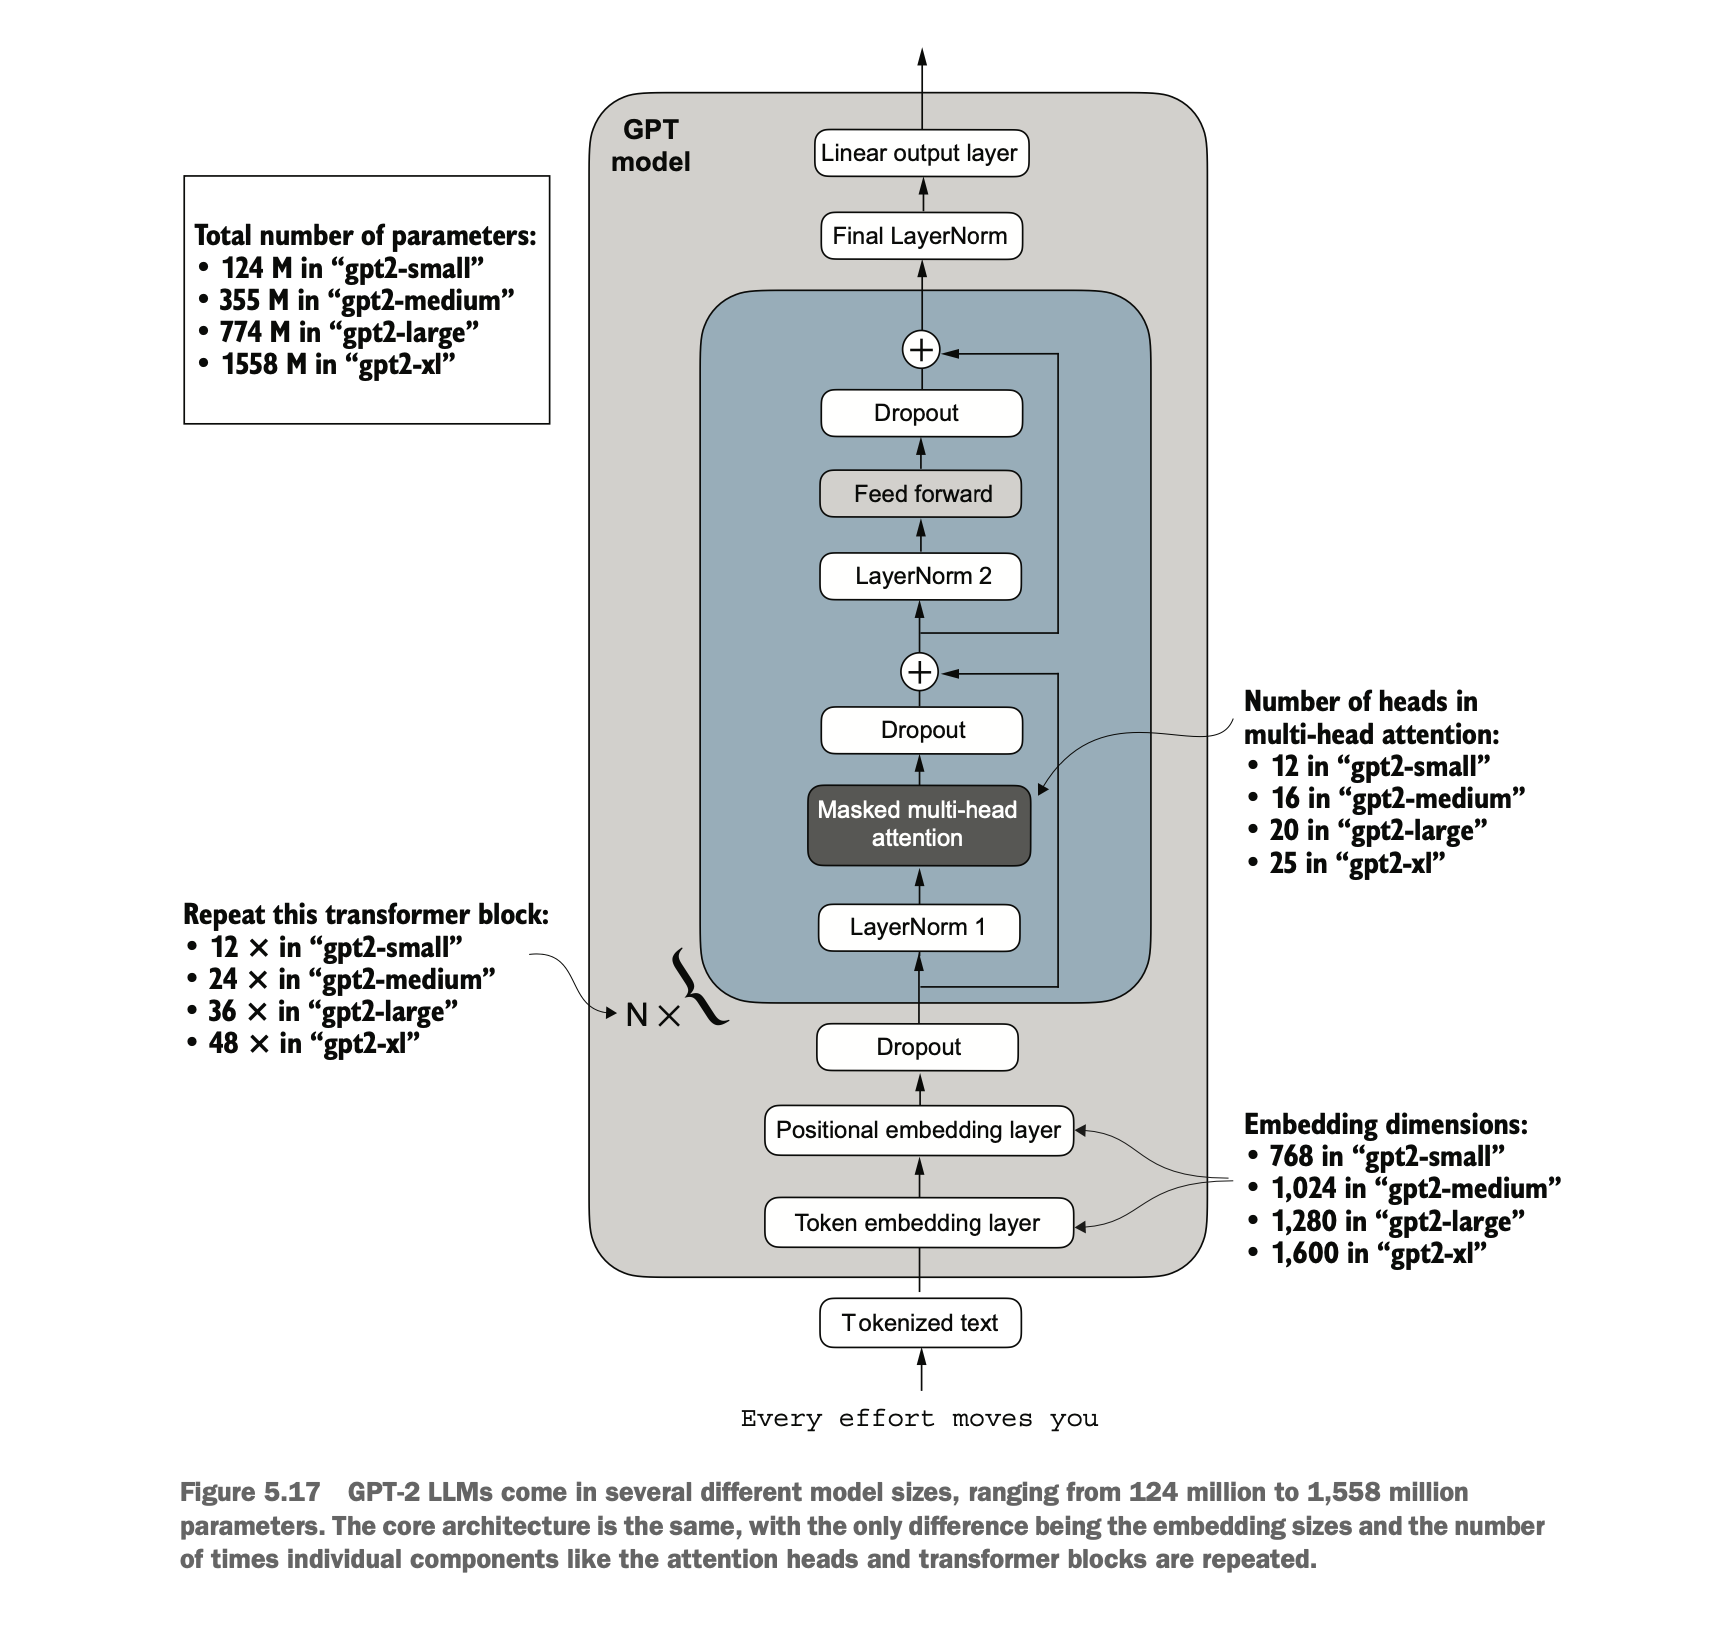 GPT
model
Linear output layer
Final LayerNorm
Total number of parameters:
• 124 M in “gpt2-small”
• 355 M in “gpt2-medium”
• 774 M in “gpt2-large”
• 1558 M in “gpt2-xl”
+
Dropout
Feed forward
LayerNorm 2
+
Dropout
Masked multi-head
attention
LayerNorm 1
Number of heads in
multi-head attention:
• 12 in “gpt2-small”
• 16 in “gpt2-medium”
• 20 in “gpt2-large”
• 25 in “gpt2-xl”
Repeat this transformer block:
• 12 × in “gpt2-small”
• 24 × in “gpt2-medium”
• 36 × in “gpt2-large”
• 48 × in “gpt2-xl”
N × {
Dropout
Positional embedding layer
Token embedding layer
Embedding dimensions:
• 768 in “gpt2-small”
• 1,024 in “gpt2-medium”
• 1,280 in “gpt2-large”
• 1,600 in “gpt2-xl”
Tokenized text
Every effort moves you
Figure 5.17 GPT-2 LLMs come in several different model sizes, ranging from 124 million to 1,558 million
parameters. The core architecture is the same, with the only difference being the embedding sizes and the number
of times individual components like the attention heads and transformer blocks are repeated.